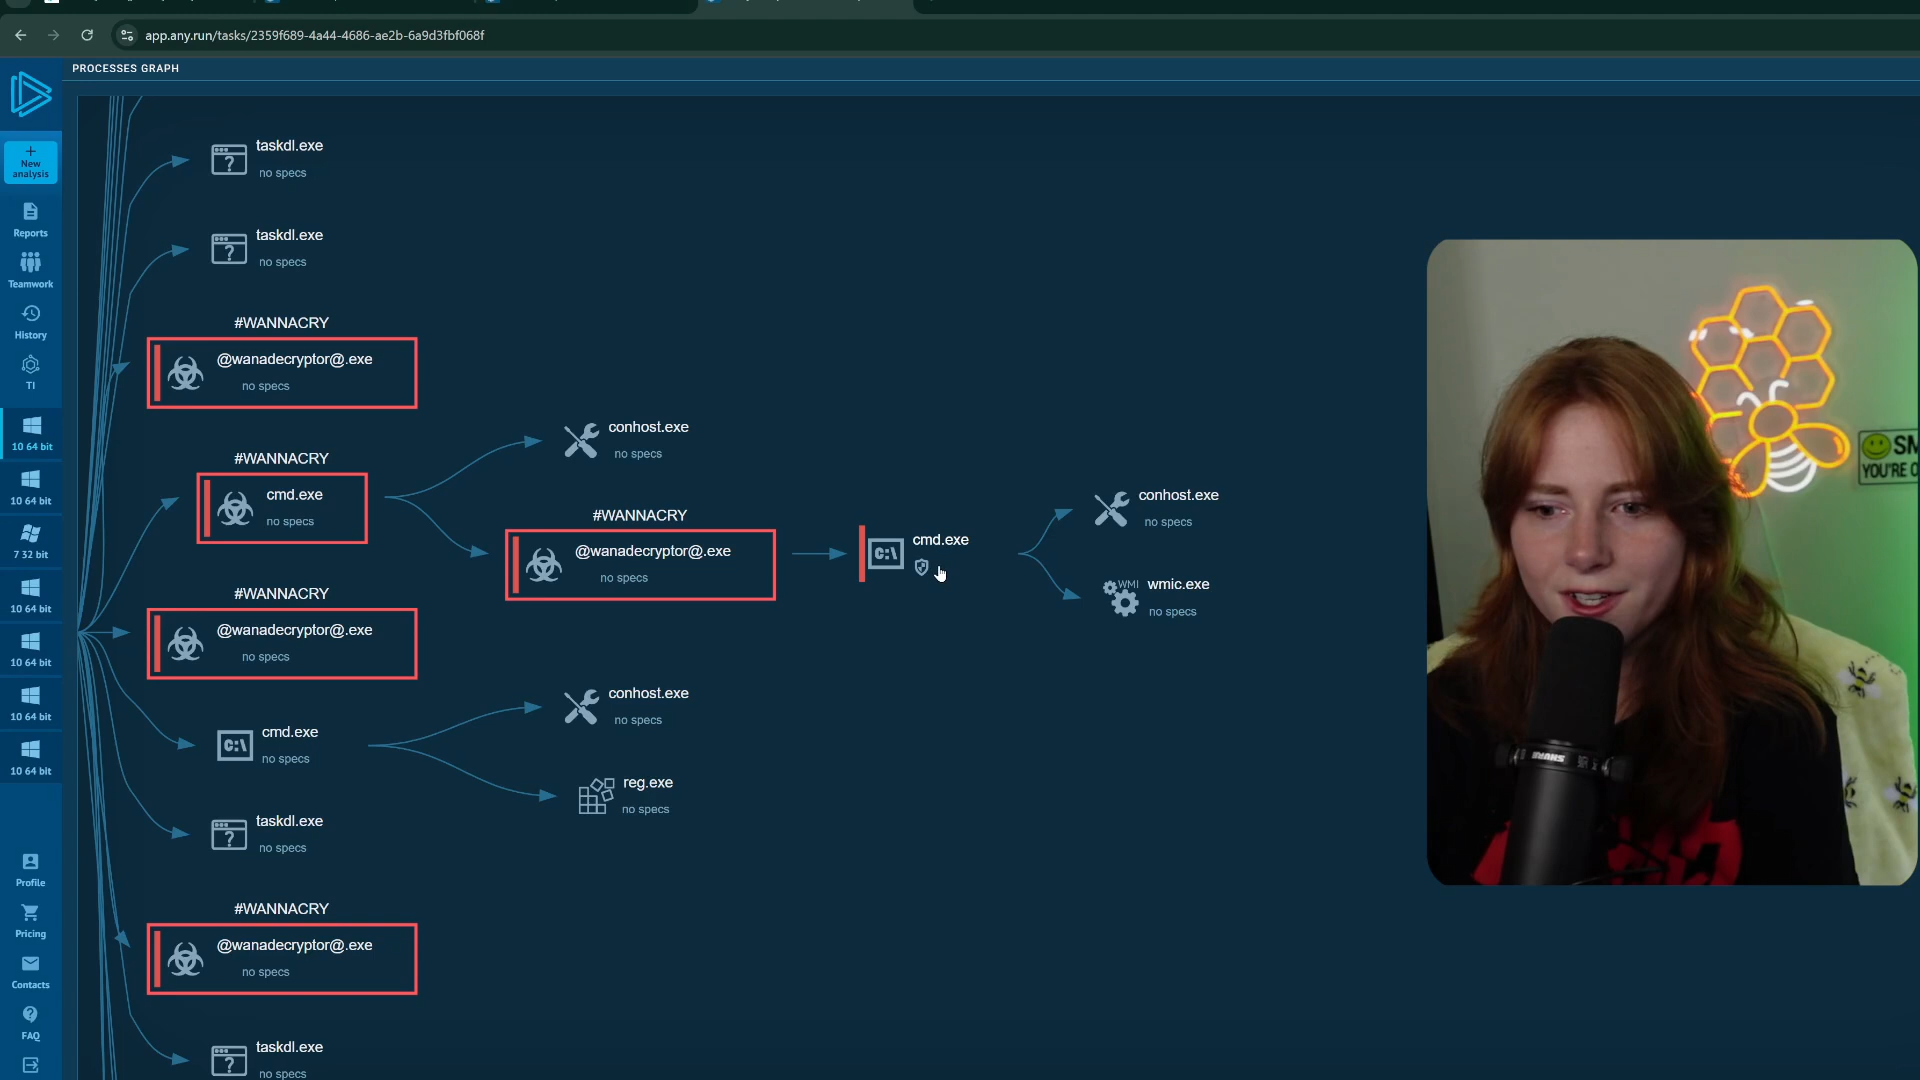 app.any.run/tasks/2359f689-4a44-4686-ae2b-6a9d3fbf068f
PROCESSES GRAPH
+
New
analysis
Reports
Teamwork
History
TI
10 64 bit
10 64 bit
7 32 bit
10 64 bit
10 64 bit
10 64 bit
10 64 bit
Profile
Pricing
Contacts
FAQ
taskdl.exe
?
no specs
taskdl.exe
?
no specs
#WANNACRY
@wanadecryptor@.exe
no specs
#WANNACRY
cmd.exe
no specs
conhost.exe
no specs
#WANNACRY
@wanadecryptor@.exe
no specs
cmd.exe
C:\
conhost.exe
no specs
WMI
wmic.exe
no specs
#WANNACRY
@wanadecryptor@.exe
no specs
cmd.exe
C:\
no specs
conhost.exe
no specs
reg.exe
no specs
taskdl.exe
?
no specs
#WANNACRY
@wanadecryptor@.exe
no specs
taskdl.exe
?
no specs
SM
YOU'RE O
SHURE